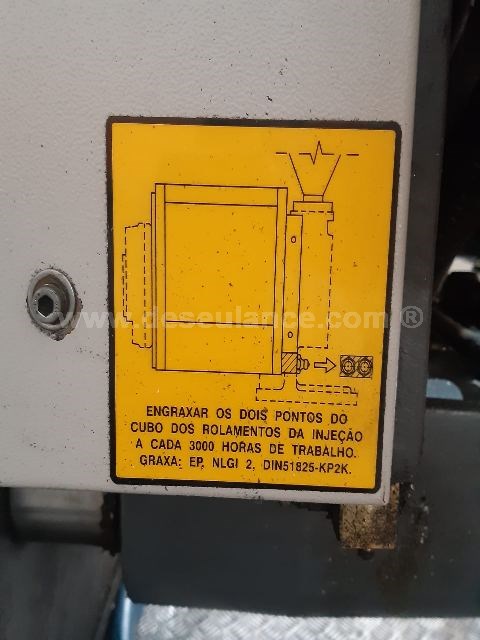 www.deseulance.com ®
ENGRAXAR OS DOIS PONTOS DO
CUBO DOS ROLAMENTOS DA INJEÇÃO
A CADA 3000 HORAS DE TRABALHO.
GRAXA: EP, NLGI 2, DIN51825-KP2K.